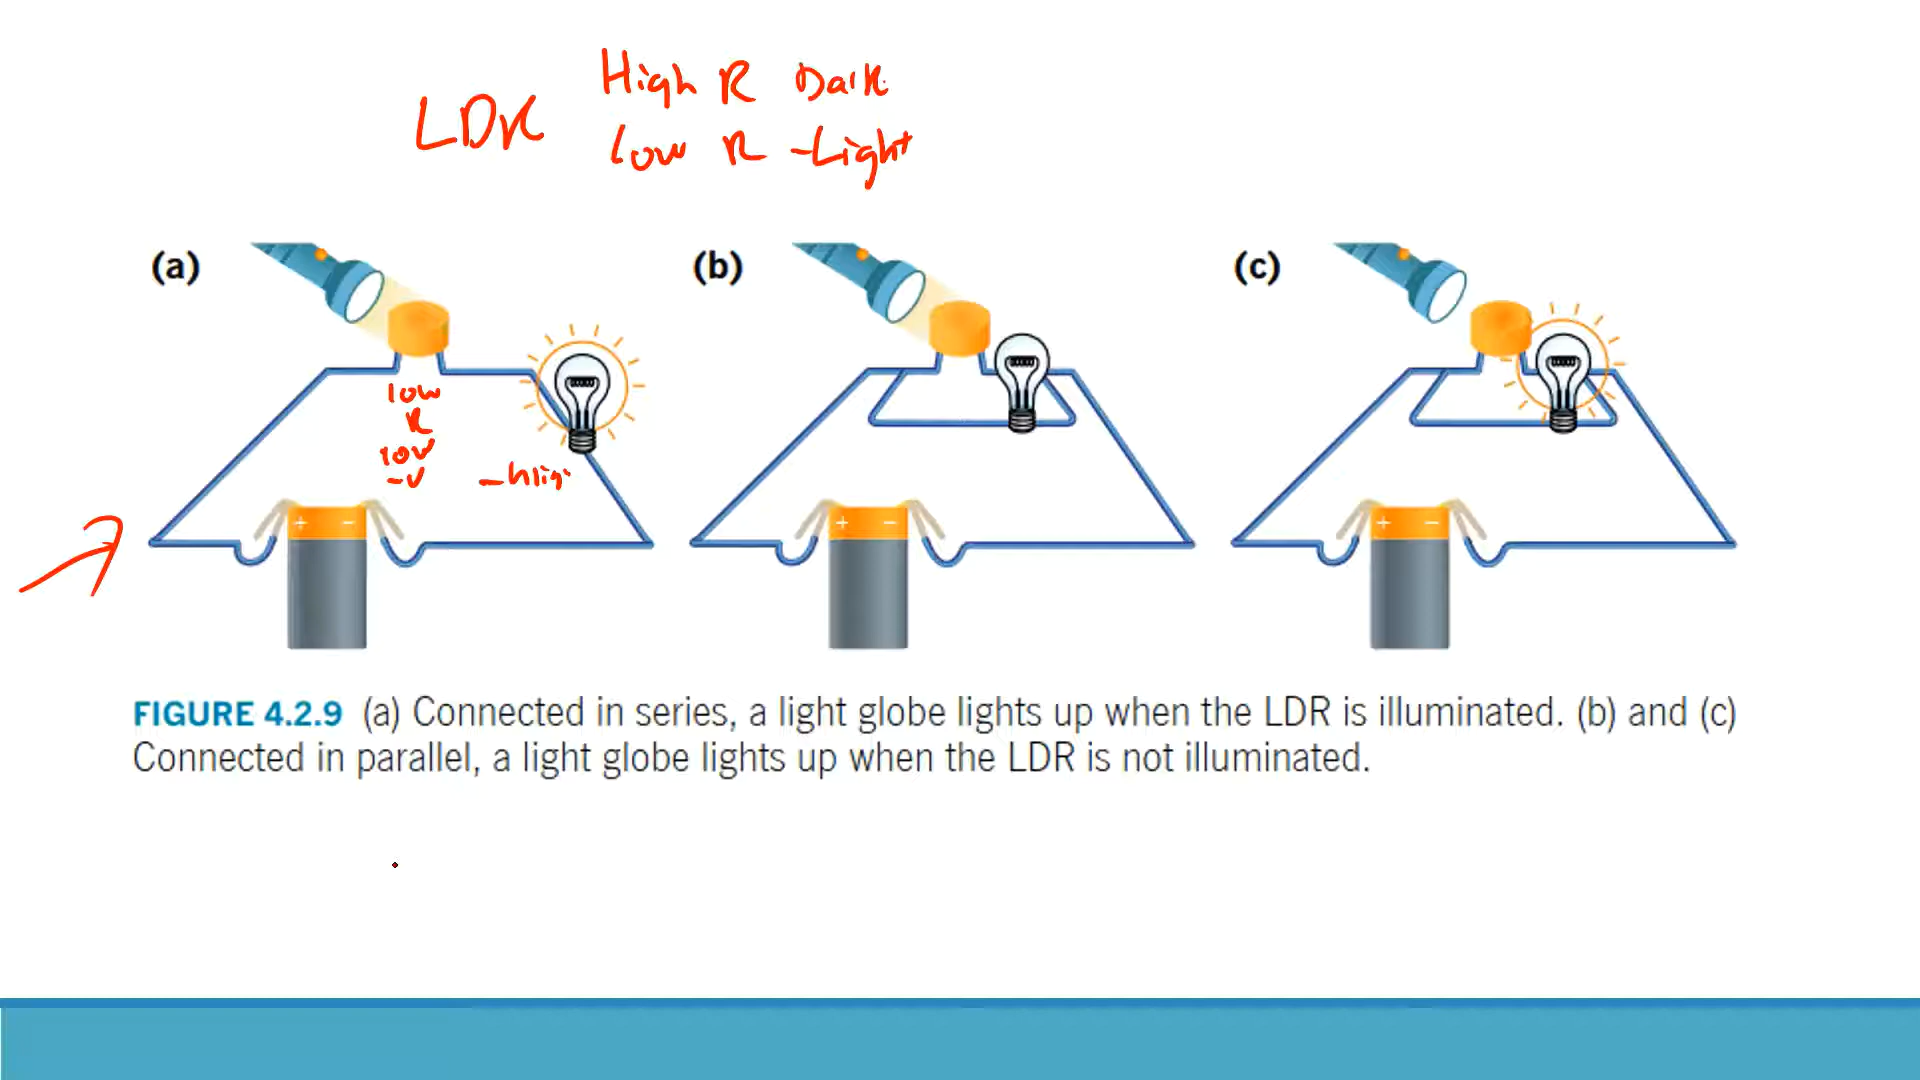 High R Dark
LDR
Low R -Light
(a)
(b)
(c)
low
R
low
-V
+ -
+ -
+ -
FIGURE 4.2.9 (a) Connected in series, a light globe lights up when the LDR is illuminated. (b) and (c)
Connected in parallel, a light globe lights up when the LDR is not illuminated.